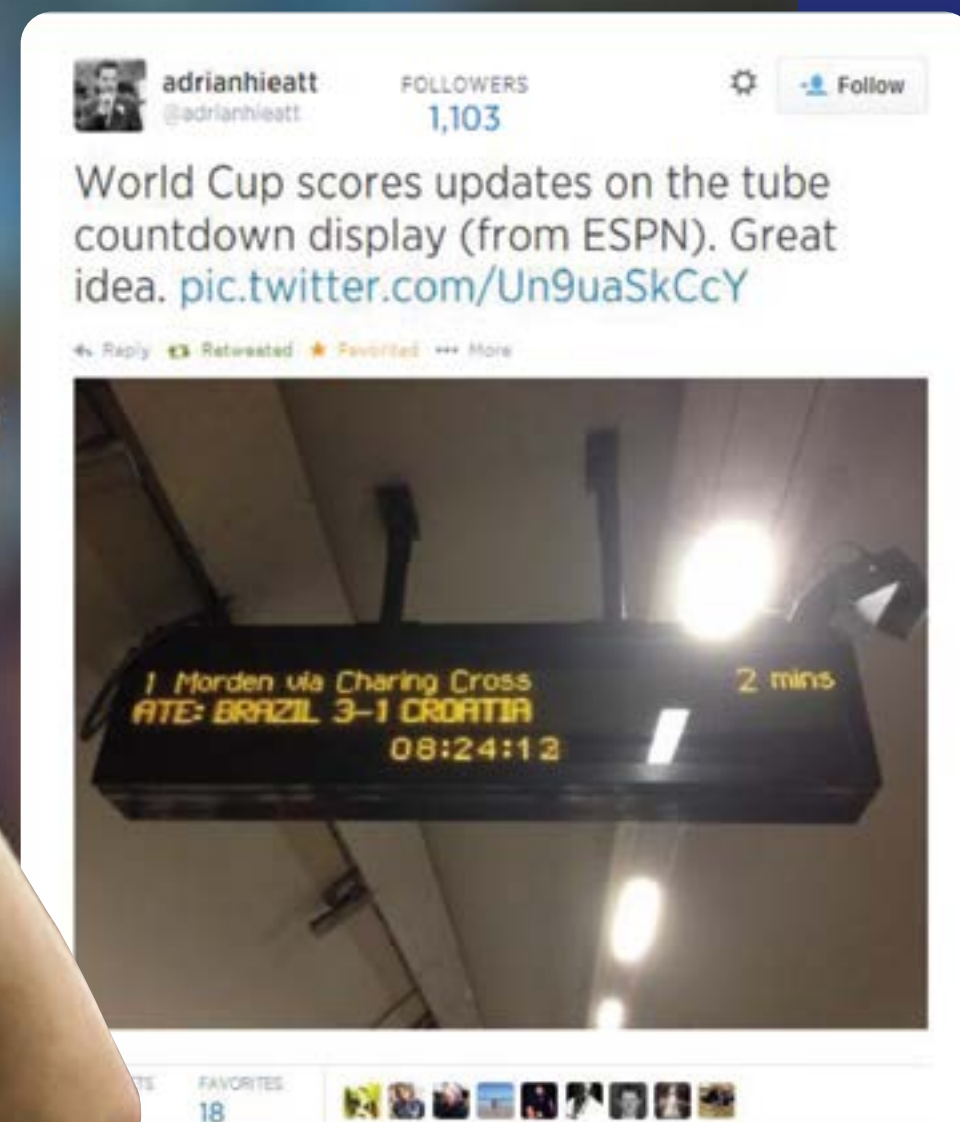 adrianhieatt
@adrianhieatt
FOLLOWERS
1,103
Follow
World Cup scores updates on the tube
countdown display (from ESPN). Great
idea. pic.twitter.com/Un9uaSkCcY
Reply Retweeted Favorited More
1 Morden via Charing Cross 2 mins
ATE: BRAZIL 3-1 CROATIA
08:24:12
TS
FAVORITES
18